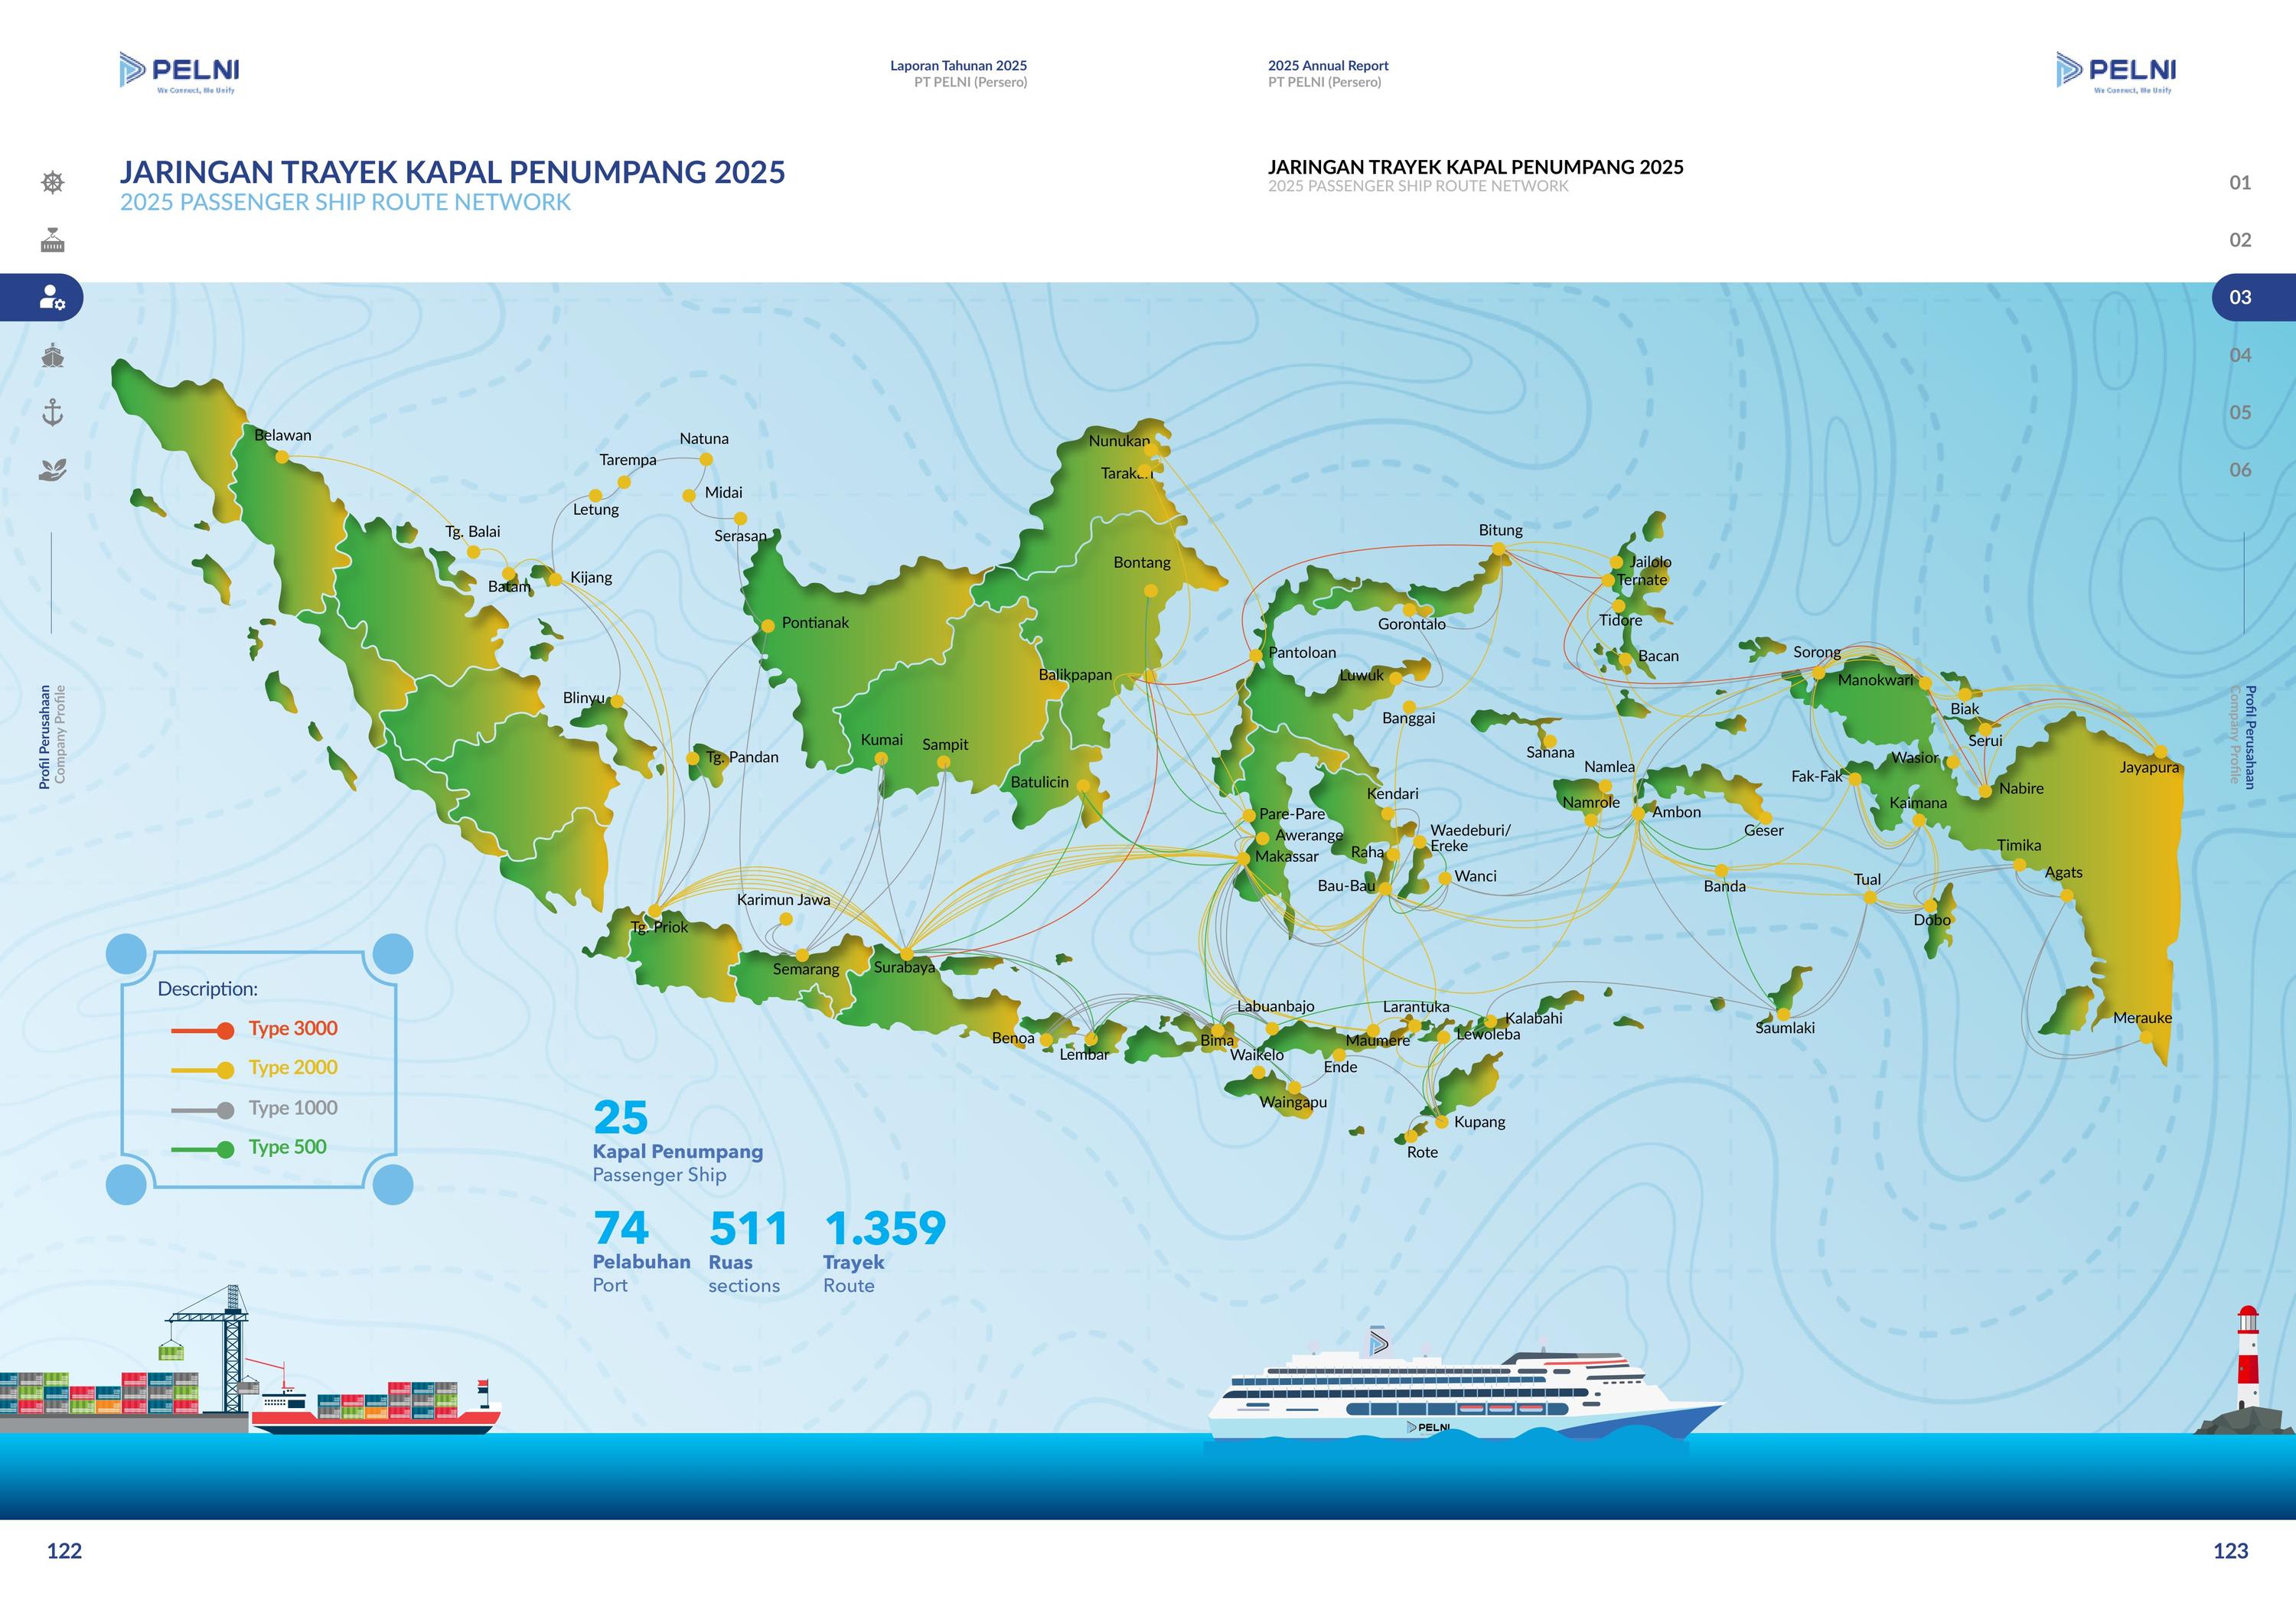 PELNI
We Connect, We Unify
Laporan Tahunan 2025
PT PELNI (Persero)
2025 Annual Report
PT PELNI (Persero)
PELNI
We Connect, We Unify
JARINGAN TRAYEK KAPAL PENUMPANG 2025
2025 PASSENGER SHIP ROUTE NETWORK
JARINGAN TRAYEK KAPAL PENUMPANG 2025
2025 PASSENGER SHIP ROUTE NETWORK
01
02
03
04
05
06
Profil Perusahaan
Company Profile
Profil Perusahaan
Company Profile
Belawan
Tg. Balai
Batam
Kijang
Letung
Tarempa
Natuna
Midai
Serasan
Pontianak
Blinyu
Tg. Pandan
Kumai
Sampit
Batulicin
Balikpapan
Bontang
Nunukan
Tarakan
Tg. Priok
Karimun Jawa
Semarang
Surabaya
Benoa
Lembar
Bima
Labuanbajo
Waikelo
Waingapu
Ende
Maumere
Larantuka
Lewoleba
Kalabahi
Kupang
Rote
Pantoloan
Gorontalo
Bitung
Luwuk
Banggai
Kendari
Pare-Pare
Awerange
Makassar
Raha
Bau-Bau
Waedeburi/
Ereke
Wanci
Jailolo
Ternate
Tidore
Bacan
Sanana
Namlea
Namrole
Ambon
Geser
Banda
Tual
Dobo
Saumlaki
Sorong
Manokwari
Biak
Serui
Wasior
Nabire
Jayapura
Fak-Fak
Kaimana
Timika
Agats
Merauke
Description:
Type 3000
Type 2000
Type 1000
Type 500
25
Kapal Penumpang
Passenger Ship
74
Pelabuhan
Port
511
Ruas
sections
1.359
Trayek
Route
PELNI
122
123